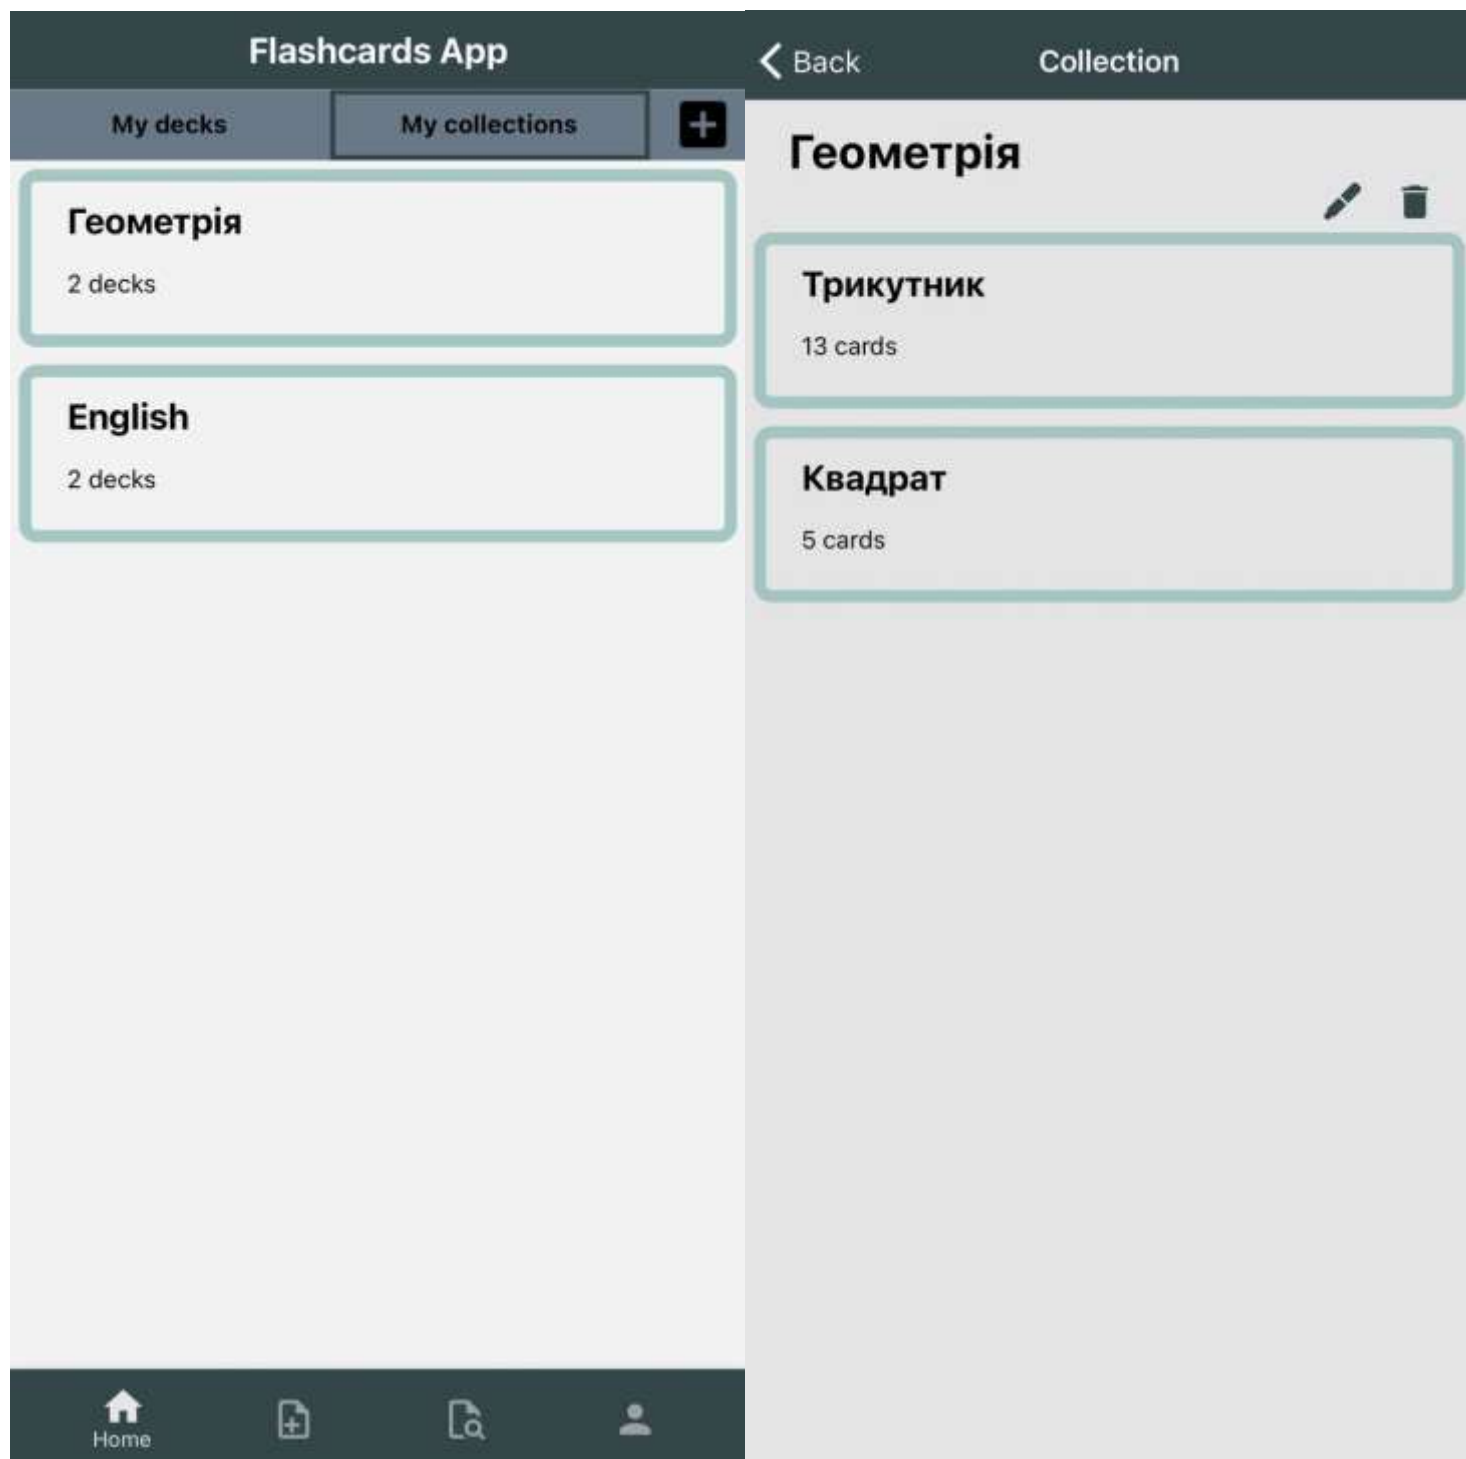 Flashcards App
My decks
My collections
Геометрія
2 decks
English
2 decks
Home
Back
Collection
Геометрія
Трикутник
13 cards
Квадрат
5 cards